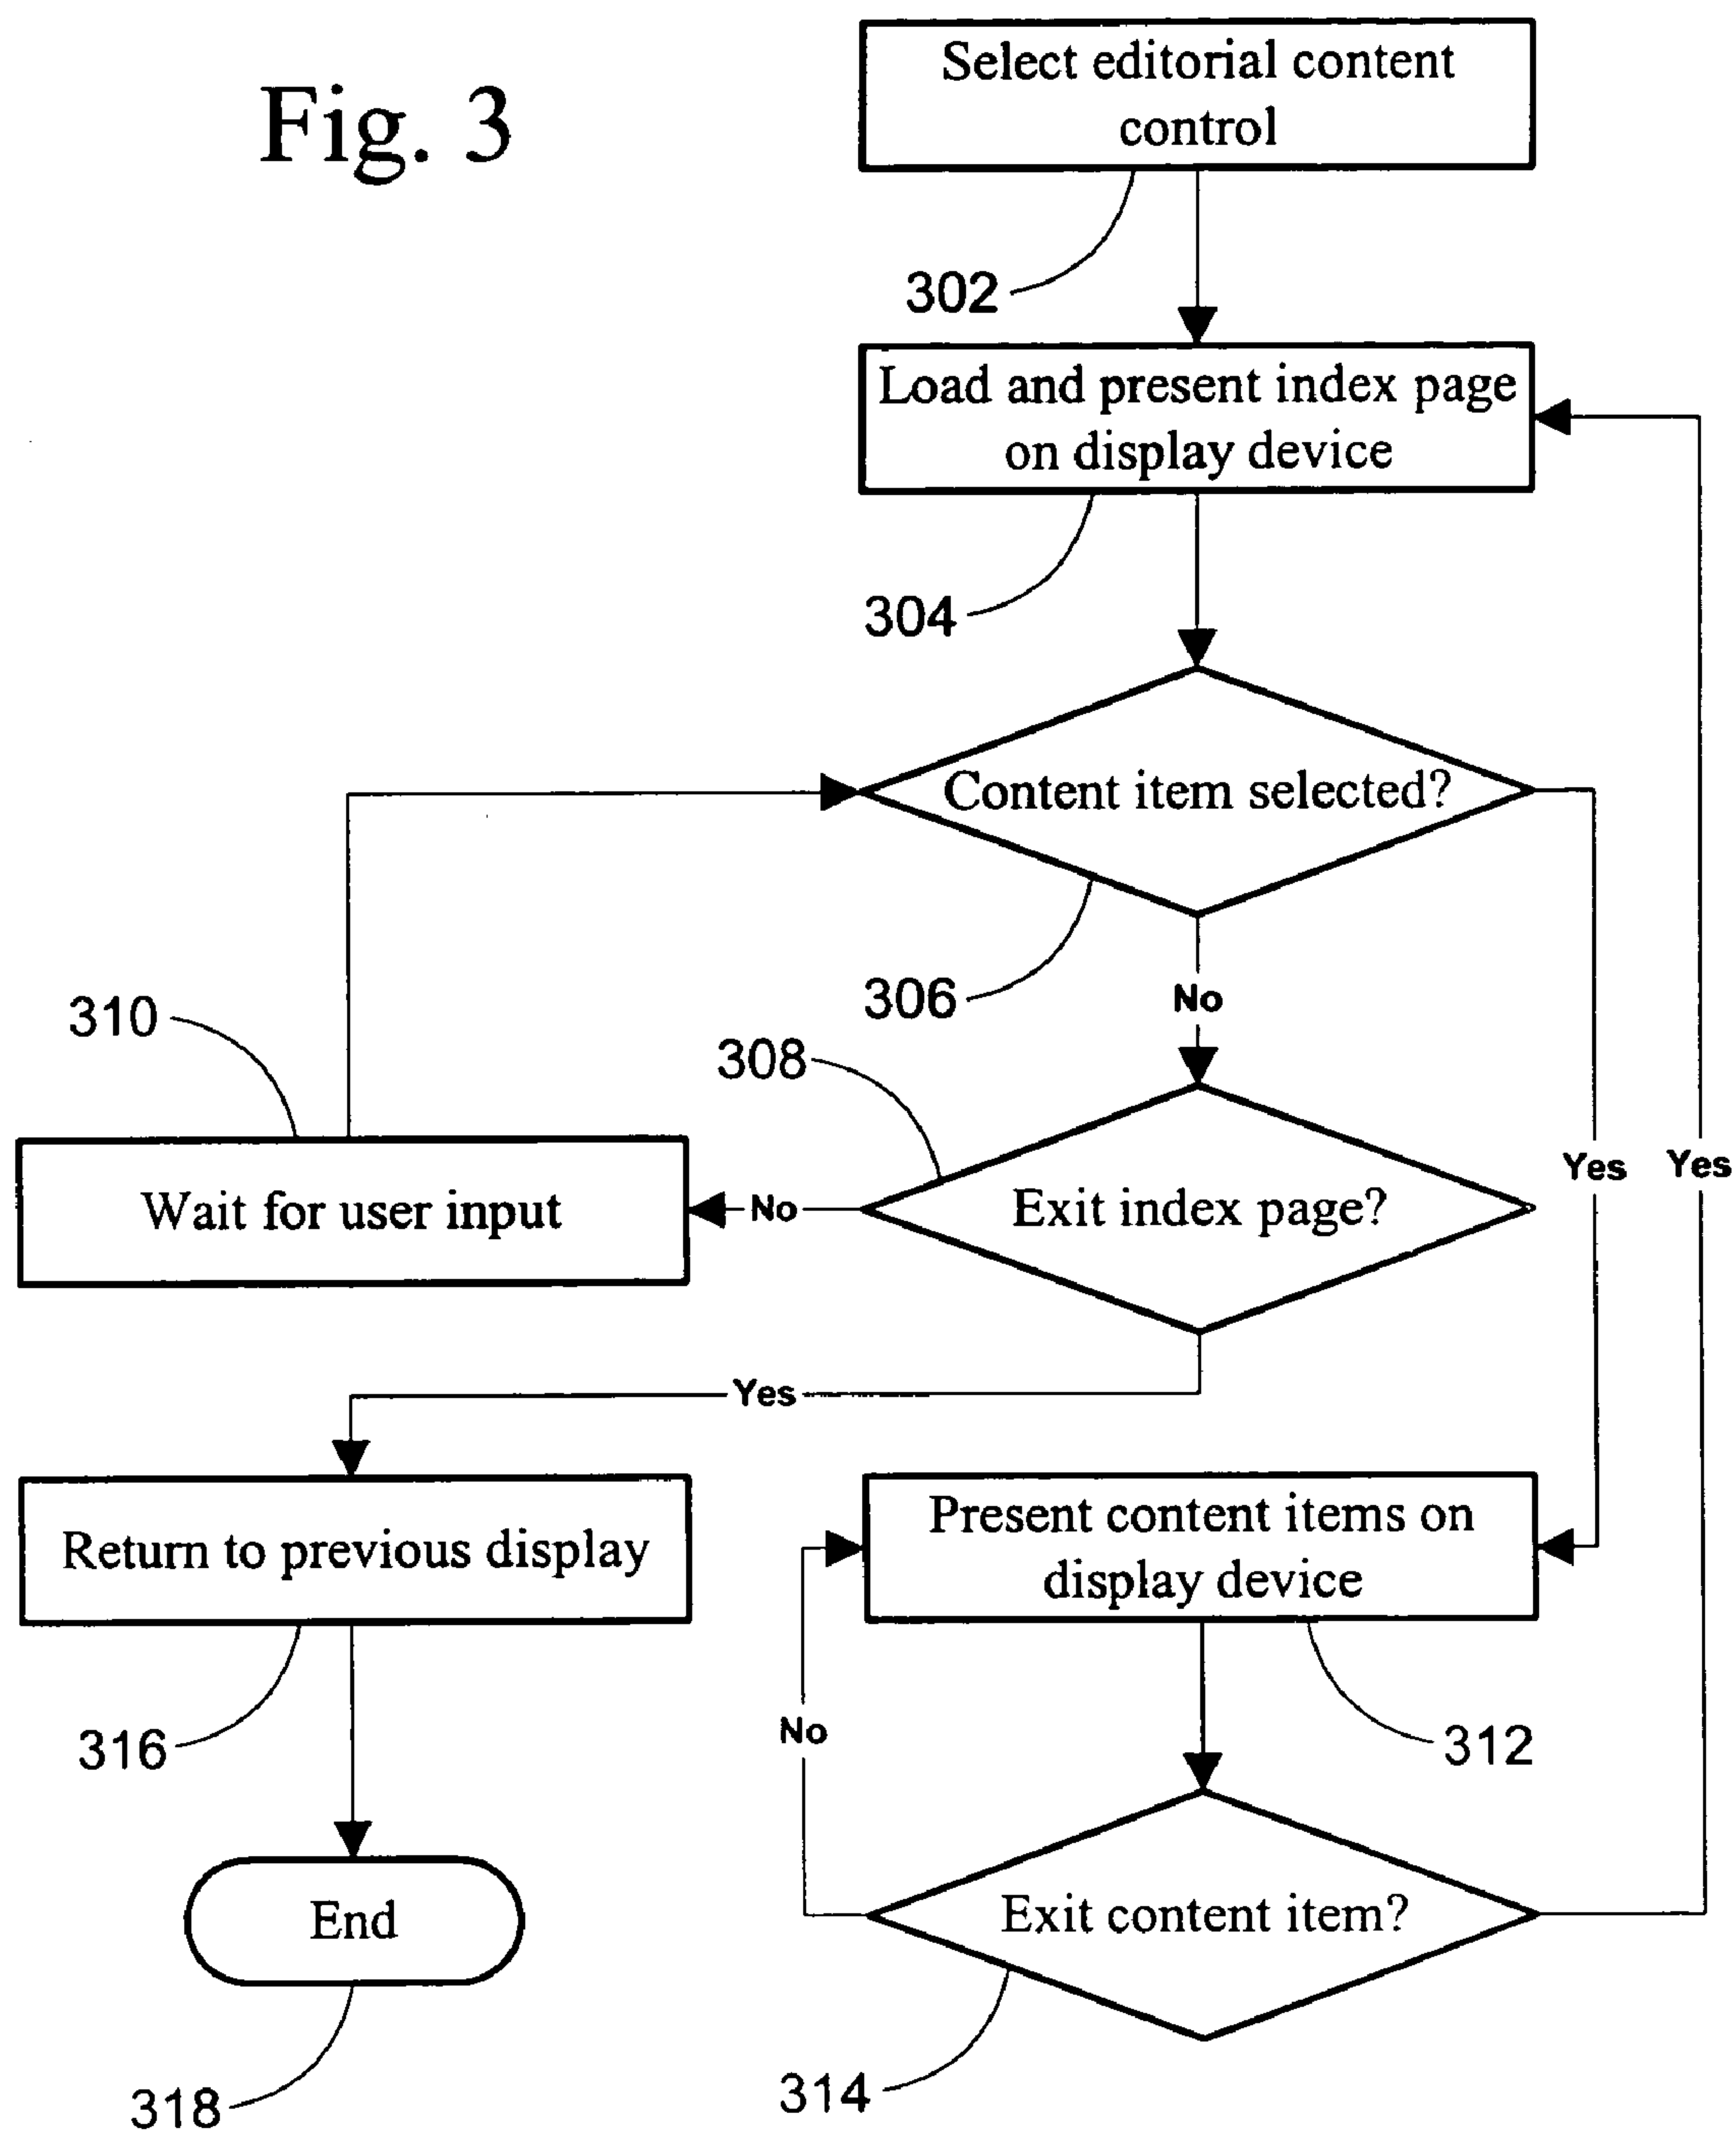 Fig. 3
Select editorial content
control
302
Load and present index page
on display device
304
Content item selected?
306
No
310
308
Wait for user input
No
Exit index page?
Yes
Yes
Yes
Return to previous display
Present content items on
display device
316
No
312
End
Exit content item?
318
314